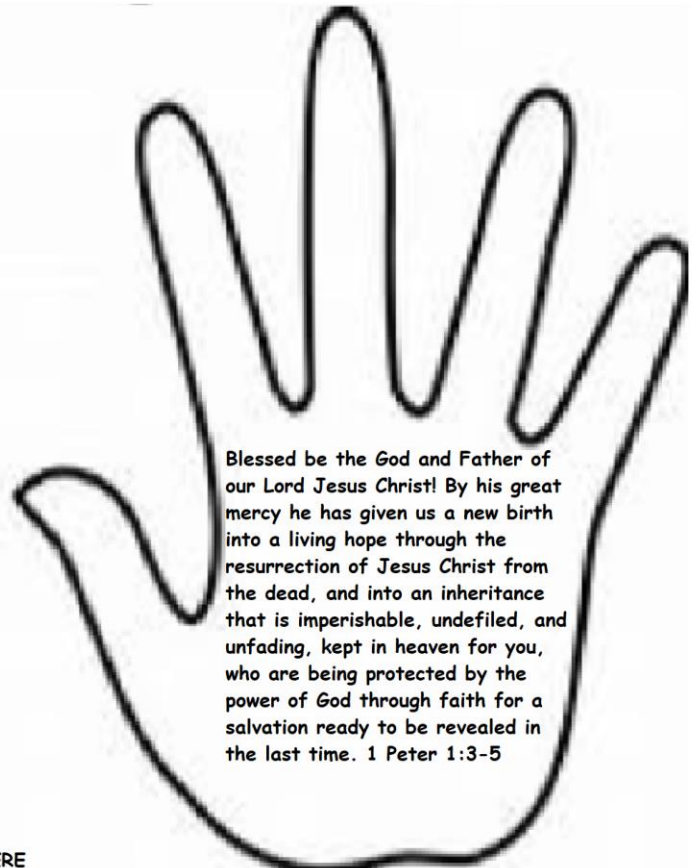 Blessed be the God and Father of
our Lord Jesus Christ! By his great
mercy he has given us a new birth
into a living hope through the
resurrection of Jesus Christ from
the dead, and into an inheritance
that is imperishable, undefiled, and
unfading, kept in heaven for you,
who are being protected by the
power of God through faith for a
salvation ready to be revealed in
the last time. 1 Peter 1:3-5